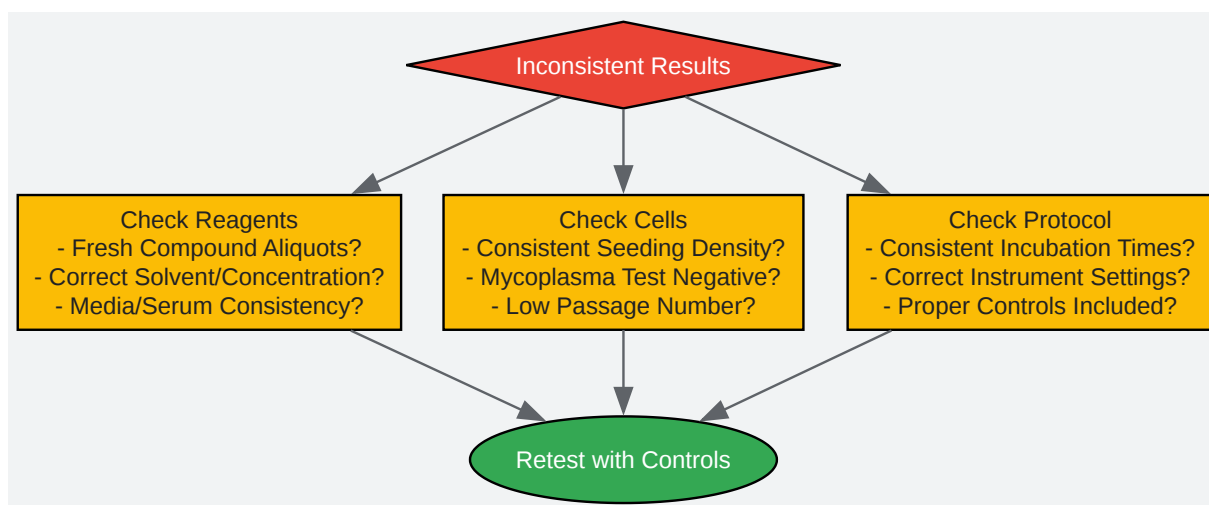 Inconsistent Results
Check Reagents
- Fresh Compound Aliquots?
- Correct Solvent/Concentration?
- Media/Serum Consistency?
Check Cells
- Consistent Seeding Density?
- Mycoplasma Test Negative?
- Low Passage Number?
Check Protocol
- Consistent Incubation Times?
- Correct Instrument Settings?
- Proper Controls Included?
Retest with Controls